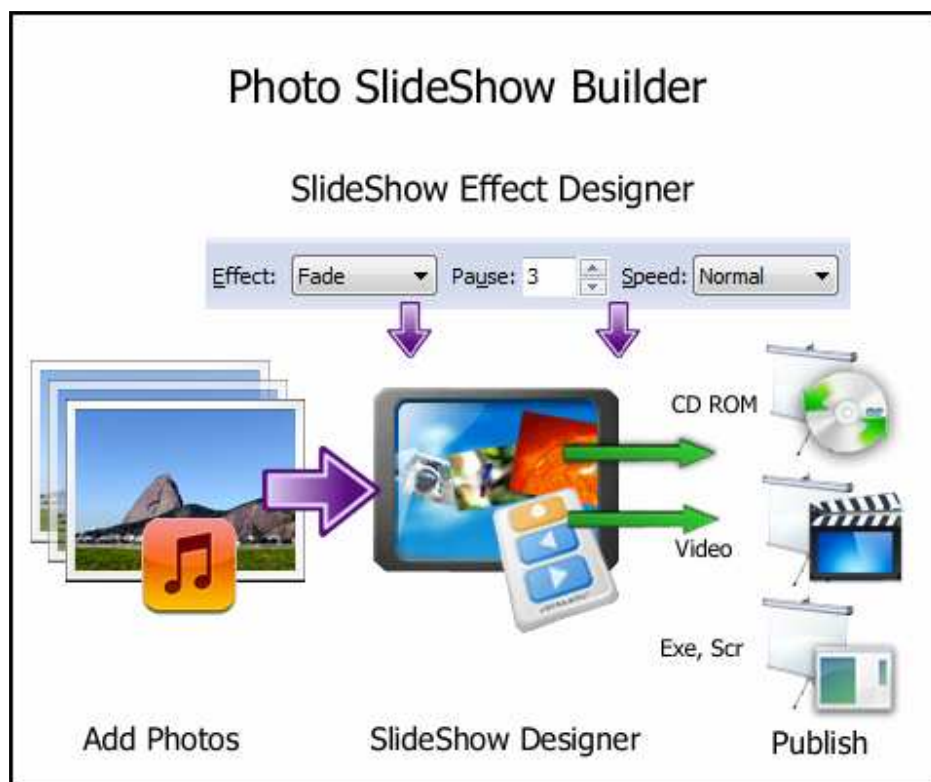 Photo SlideShow Builder
SlideShow Effect Designer
Effect: Fade Pause: 3 Speed: Normal
CD ROM
Video
Exe, Scr
Add Photos SlideShow Designer Publish